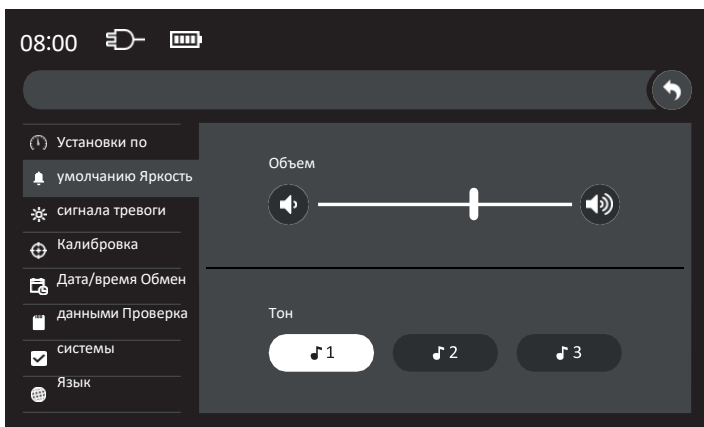 08:00
Установки по
умолчанию Яркость
сигнала тревоги
Калибровка
Дата/время Обмен
данными Проверка
системы
Язык
Объем
Тон
1
2
3